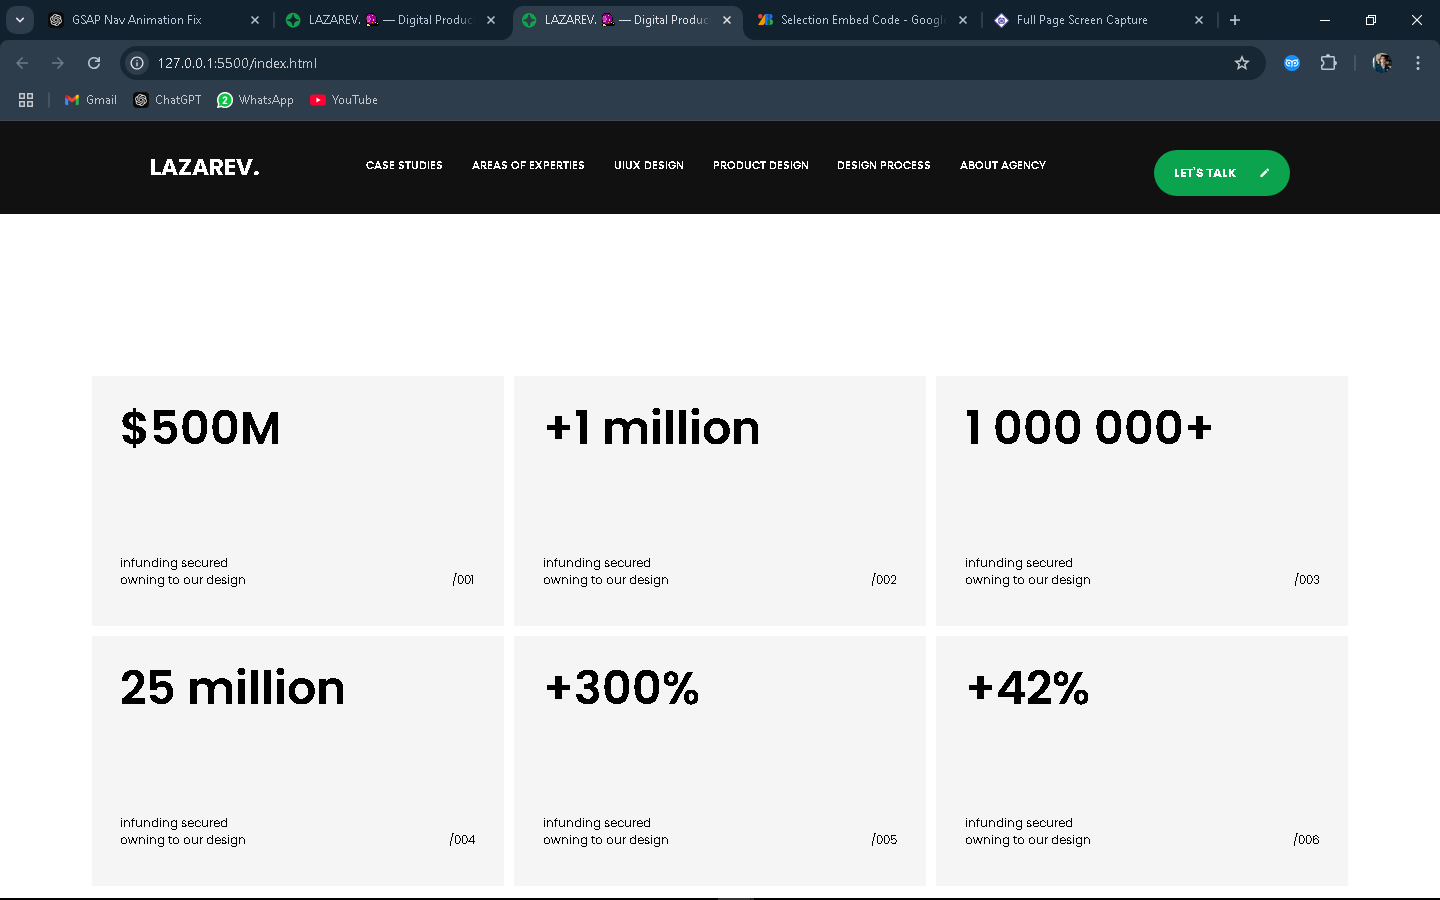 GSAP Nav Animation Fix
LAZAREV. — Digital Produc
LAZAREV. — Digital Produc
Selection Embed Code - Googl
Full Page Screen Capture
127.0.0.1:5500/index.html
Gmail
ChatGPT
2
WhatsApp
YouTube
LAZAREV.
CASE STUDIES
AREAS OF EXPERTIES
UIUX DESIGN
PRODUCT DESIGN
DESIGN PROCESS
ABOUT AGENCY
LET'S TALK
$500M
infunding secured
owning to our design
/001
+1 million
infunding secured
owning to our design
/002
1 000 000+
infunding secured
owning to our design
/003
25 million
infunding secured
owning to our design
/004
+300%
infunding secured
owning to our design
/005
+42%
infunding secured
owning to our design
/006